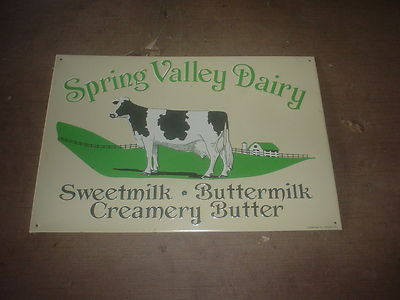 Spring Valley Dairy
Sweetmilk • Buttermilk
Creamery Butter